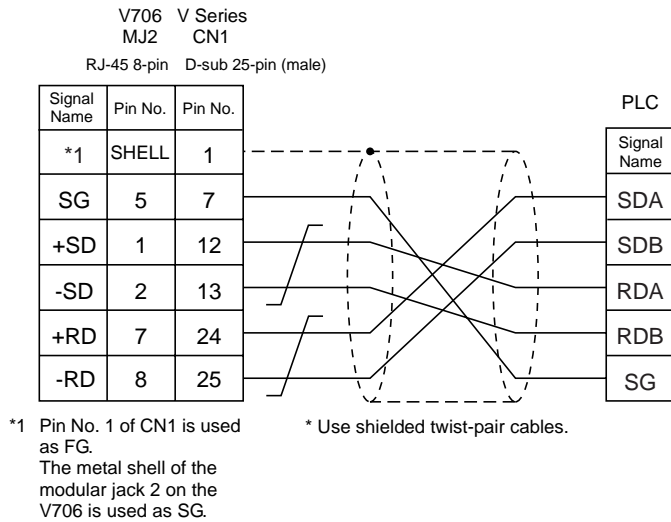 V706 V Series
MJ2 CN1
RJ-45 8-pin D-sub 25-pin (male)
Signal Name Pin No. Pin No.
*1 SHELL 1
SG 5 7
+SD 1 12
-SD 2 13
+RD 7 24
-RD 8 25
PLC
Signal
Name
SDA
SDB
RDA
RDB
SG
*1 Pin No. 1 of CN1 is used
as FG.
The metal shell of the
modular jack 2 on the
V706 is used as SG.
* Use shielded twist-pair cables.